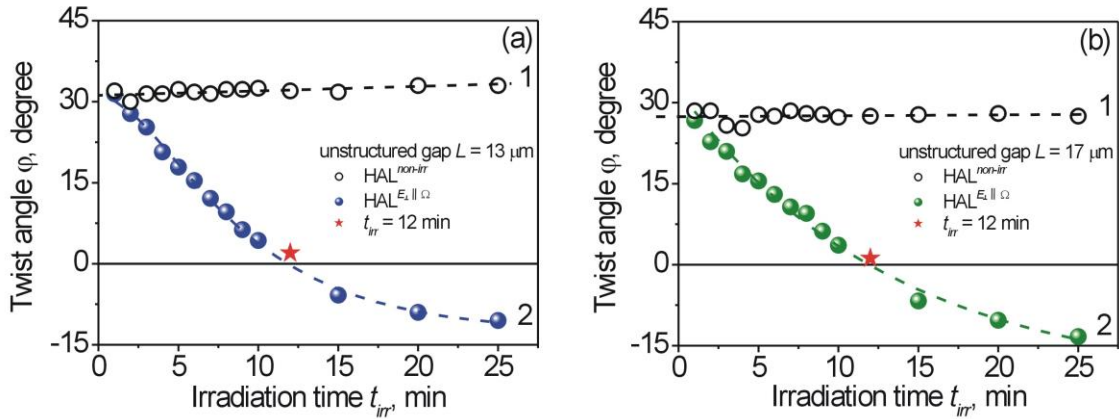 (a)
45
30
15
0
-15
Twist angle φ, degree
1
unstructured gap L = 13 μm
HAL^non-irr
HAL^E⊥ ∥ Ω
t_irr = 12 min
2
0 5 10 15 20 25
Irradiation time t_irr, min
(b)
45
30
15
0
-15
Twist angle φ, degree
1
unstructured gap L = 17 μm
HAL^non-irr
HAL^E⊥ ∥ Ω
t_irr = 12 min
2
0 5 10 15 20 25
Irradiation time t_irr, min